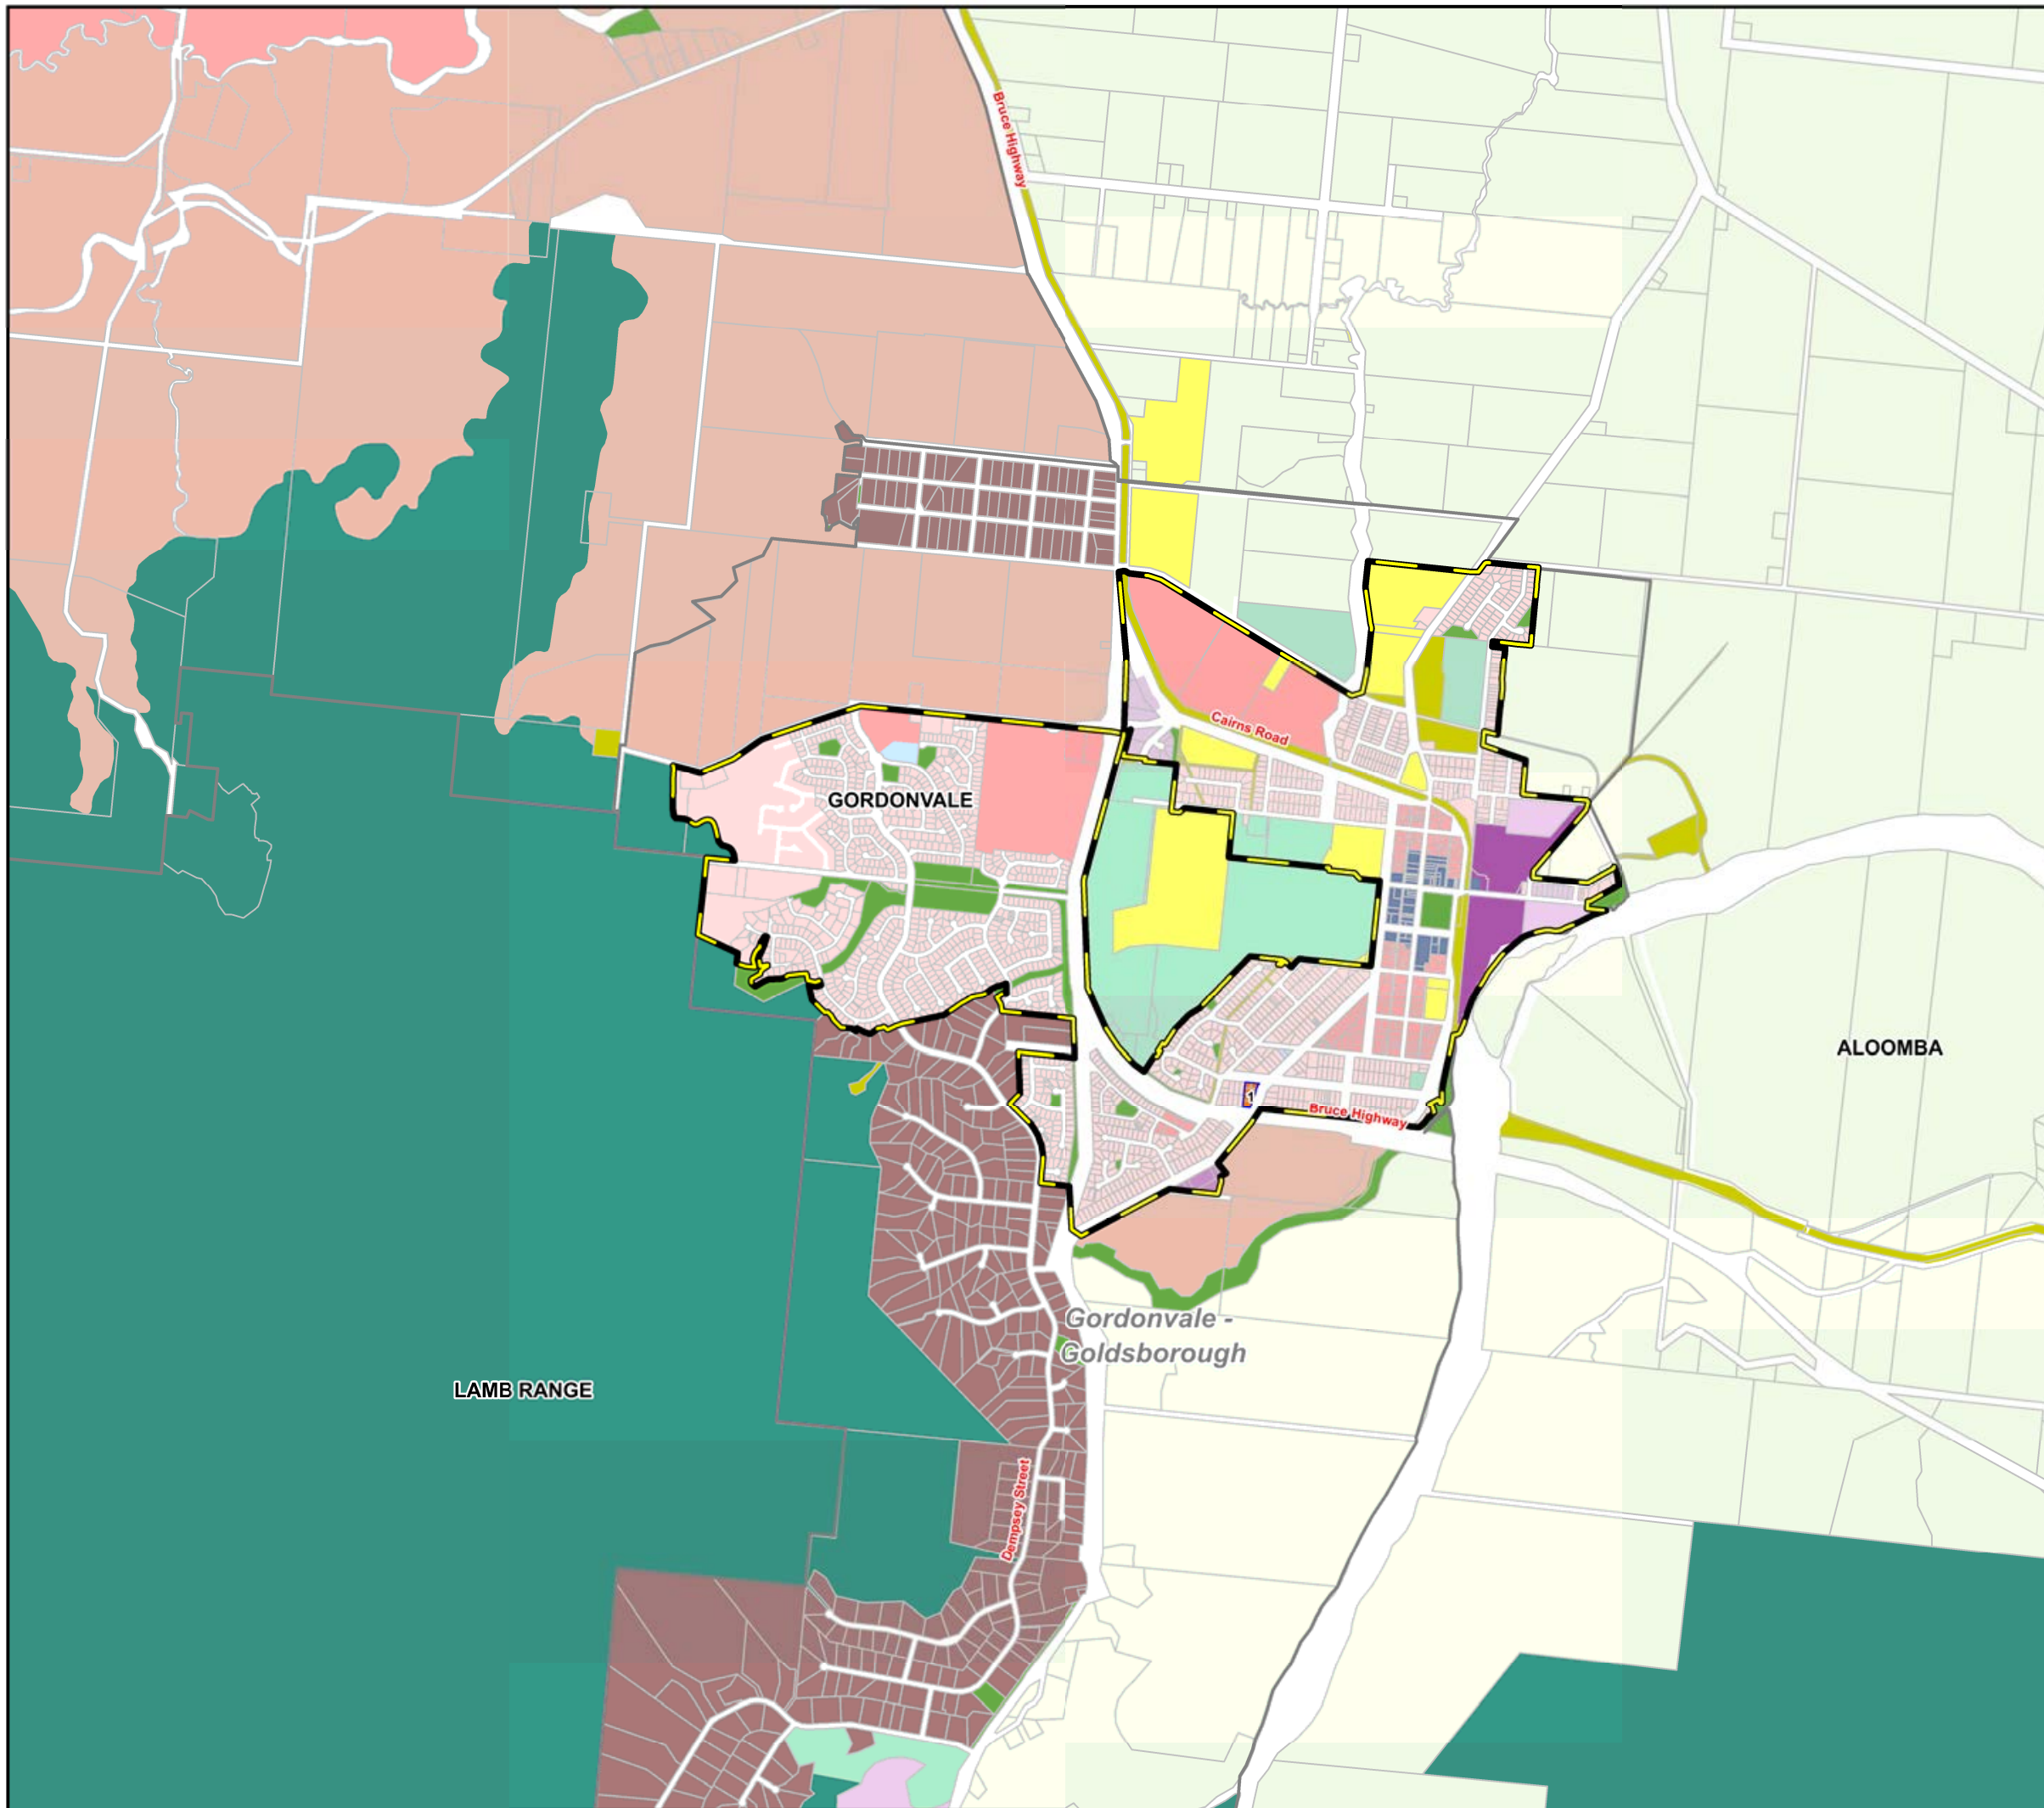 Bruce Highway
Cairns Road
GORDONVALE
ALOOMBA
1
Bruce Highway
Gordonvale -
Goldsborough
LAMB RANGE
Dempsey Street